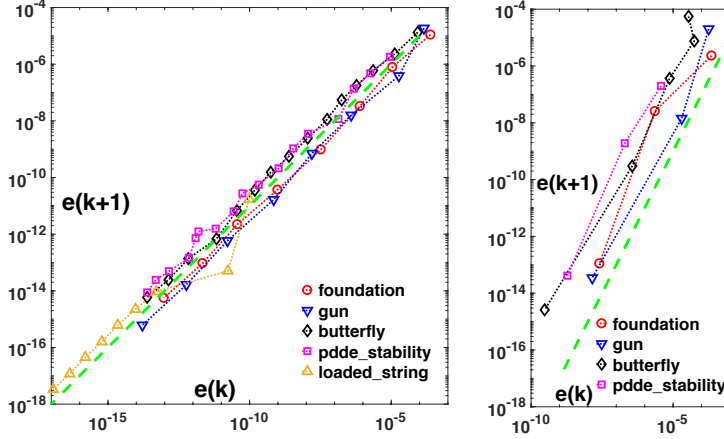 10^-4
10^-6
10^-8
10^-10
e(k+1)
10^-12
10^-14
10^-16
10^-18
10^-15
10^-10
10^-5
e(k)
foundation
gun
butterfly
pdde_stability
loaded_string
10^-4
10^-6
10^-8
10^-10
e(k+1)
10^-12
10^-14
10^-16
10^-18
10^-10
10^-5
e(k)
foundation
gun
butterfly
pdde_stability